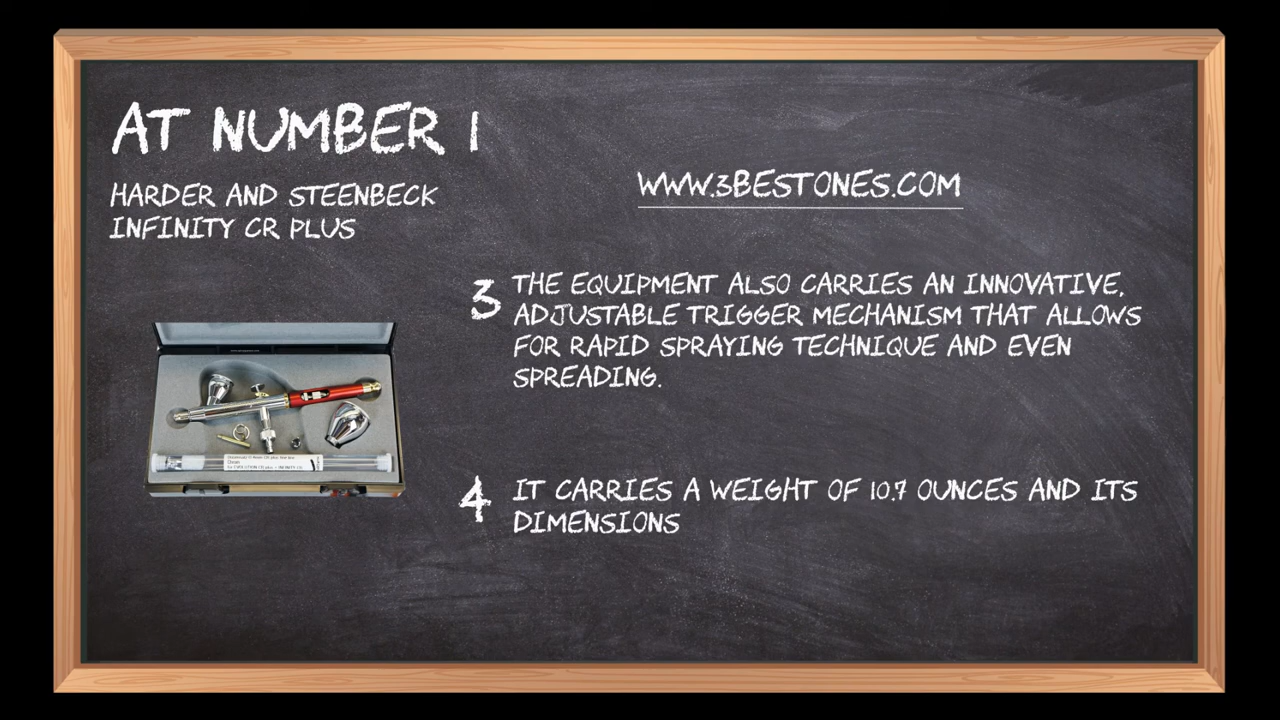 AT NUMBER 1
HARDER AND STEENBECK
INFINITY CR PLUS
WWW.3BESTONES.COM
3 THE EQUIPMENT ALSO CARRIES AN INNOVATIVE,
ADJUSTABLE TRIGGER MECHANISM THAT ALLOWS
FOR RAPID SPRAYING TECHNIQUE AND EVEN
SPREADING.
4 IT CARRIES A WEIGHT OF 10.7 OUNCES AND ITS
DIMENSIONS